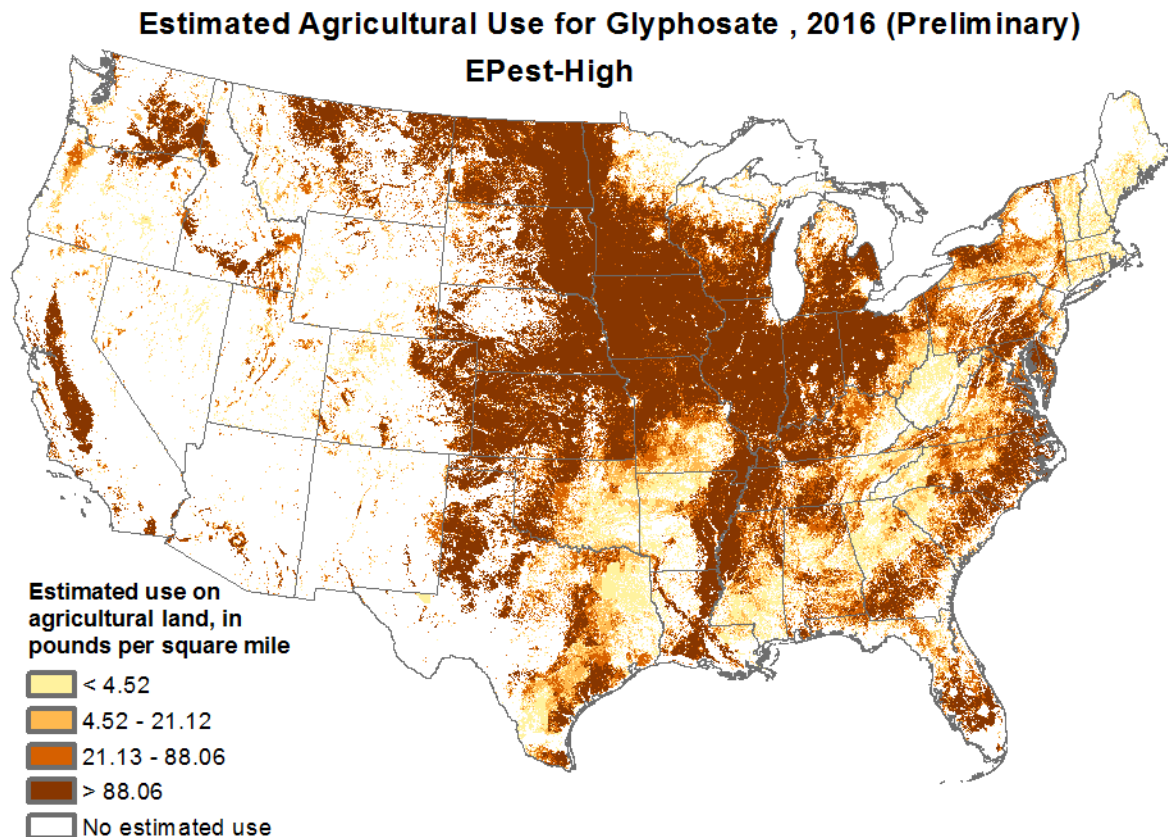 Estimated Agricultural Use for Glyphosate , 2016 (Preliminary)
EPest-High
Estimated use on
agricultural land, in
pounds per square mile
< 4.52
4.52 - 21.12
21.13 - 88.06
> 88.06
No estimated use